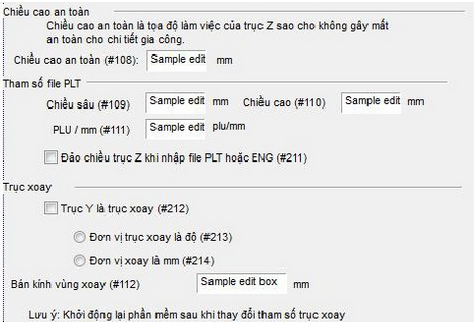 Chiều cao an toàn
Chiều cao an toàn là tọa độ làm việc của trục Z sao cho không gây mất
an toàn cho chi tiết gia công.
Chiều cao an toàn (#108): Sample edit mm
Tham số file PLT
Chiều sâu (#109) Sample edit mm Chiều cao (#110) Sample edit mm
PLU / mm (#111) Sample edit plu/mm
Đảo chiều trục Z khi nhập file PLT hoặc ENG (#211)
Trục xoay
Trục Y là trục xoay (#212)
Đơn vị trục xoay là độ (#213)
Đơn vị xoay là mm (#214)
Bán kính vùng xoay (#112) Sample edit box mm
Lưu ý: Khởi động lại phần mềm sau khi thay đổi tham số trục xoay